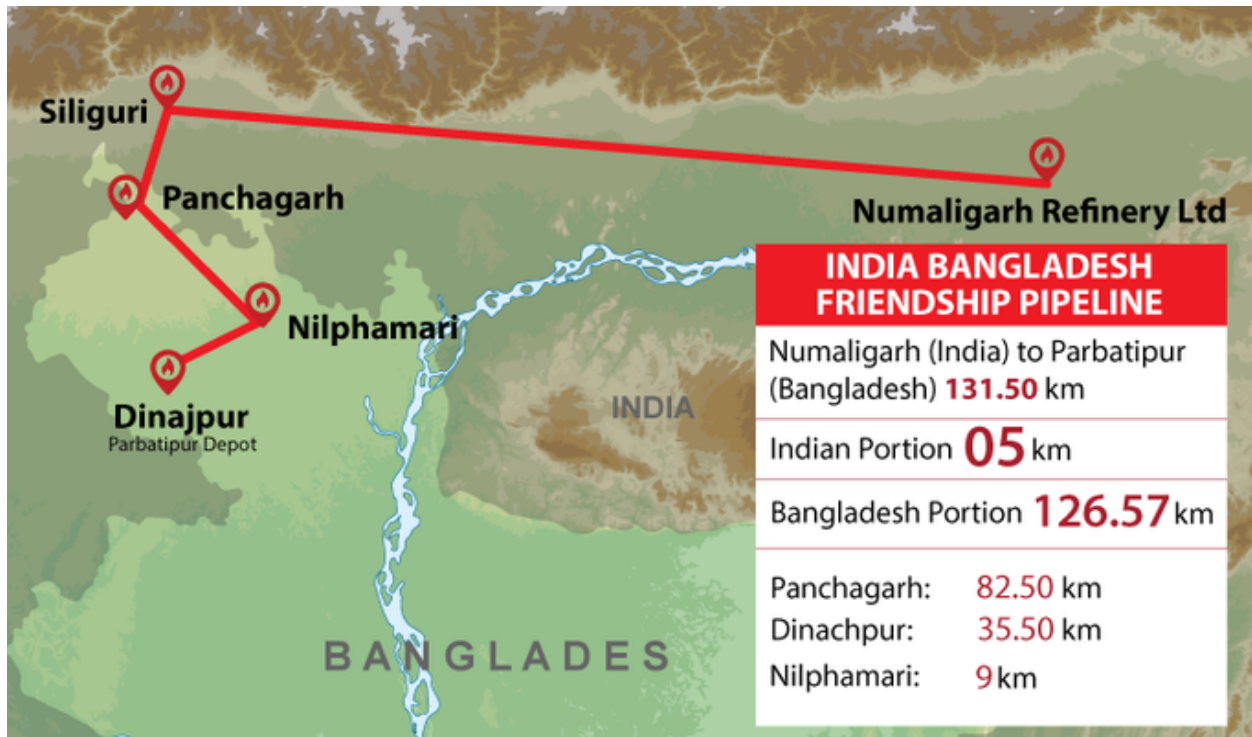 Siliguri
Panchagarh
Numaligarh Refinery Ltd
Nilphamari
Dinajpur
Parbatipur Depot
INDIA
BANGLADES
INDIA BANGLADESH
FRIENDSHIP PIPELINE
Numaligarh (India) to Parbatipur
(Bangladesh) 131.50 km
Indian Portion 05 km
Bangladesh Portion 126.57 km
Panchagarh: 82.50 km
Dinachpur: 35.50 km
Nilphamari: 9 km